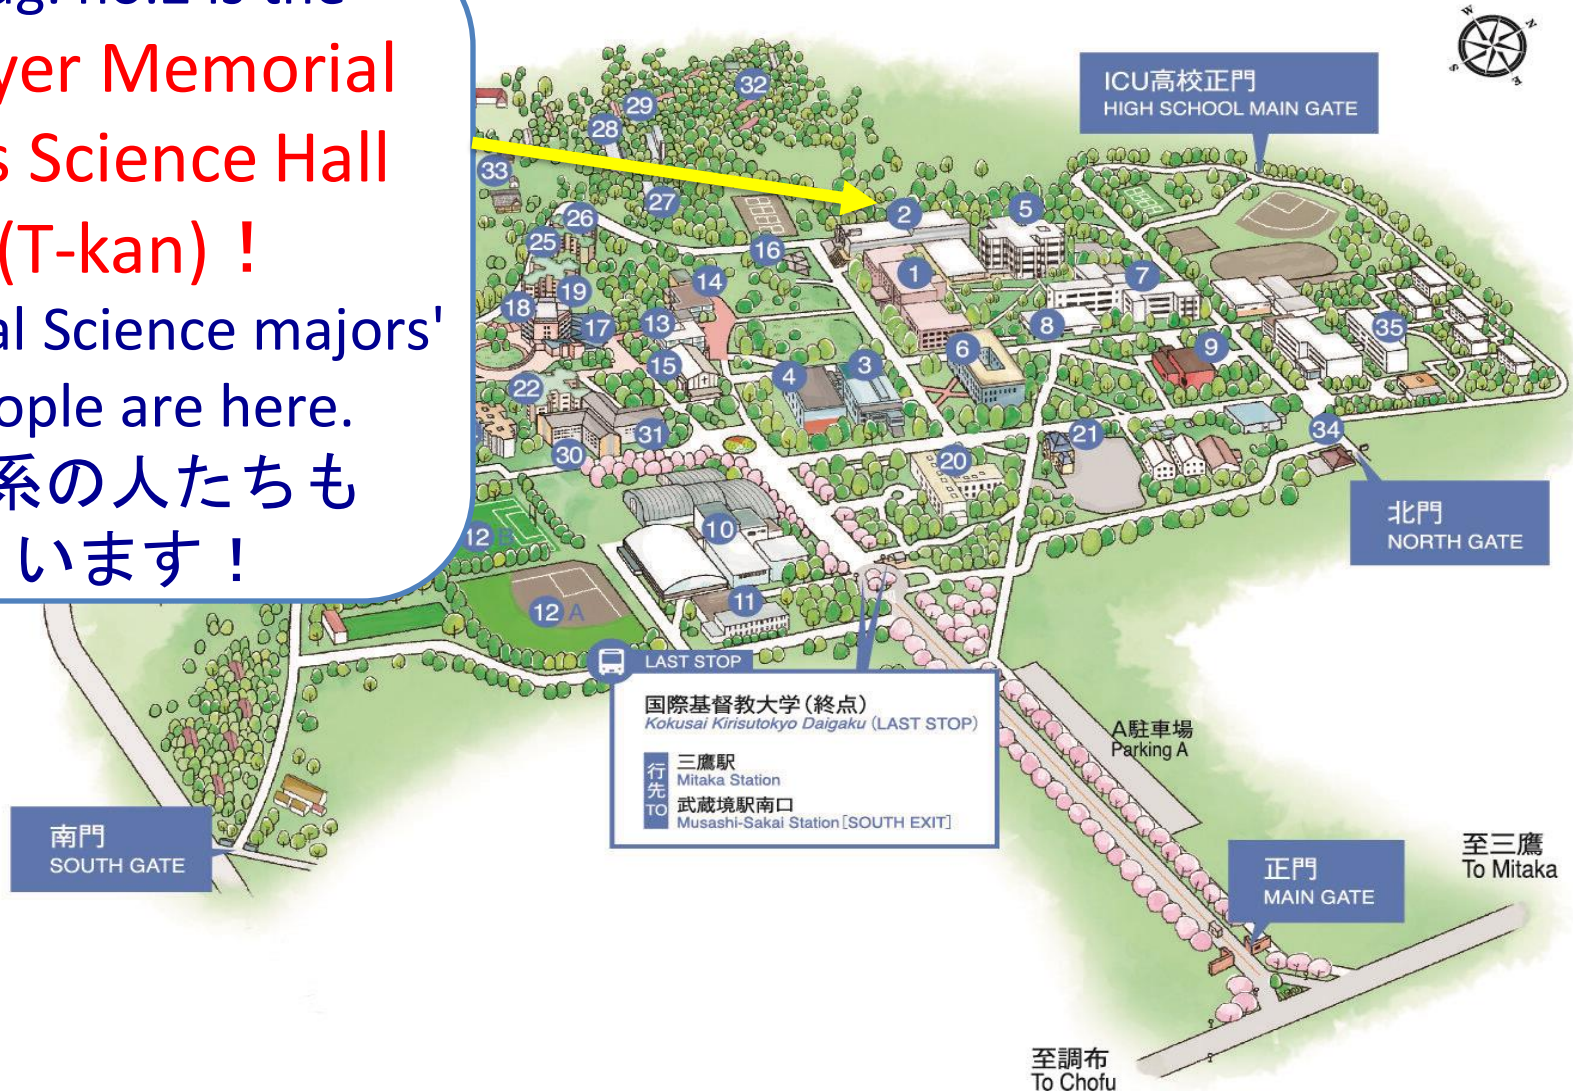 no.2 is the
yer Memorial
s Science Hall
(T-kan)！
al Science majors'
ople are here.
系の人たちも
います！
W
N
S
E
ICU高校正門
HIGH SCHOOL MAIN GATE
32
29
28
33
27
26
25
16
2
5
1
7
14
19
18
17
13
8
35
15
6
9
4
3
22
31
30
34
21
20
北門
NORTH GATE
10
12 B
11
12 A
LAST STOP
国際基督教大学（終点）
Kokusai Kirisutokyo Daigaku (LAST STOP)
行先 TO
三鷹駅
Mitaka Station
武蔵境駅南口
Musashi-Sakai Station [SOUTH EXIT]
A駐車場
Parking A
南門
SOUTH GATE
正門
MAIN GATE
至三鷹
To Mitaka
至調布
To Chofu